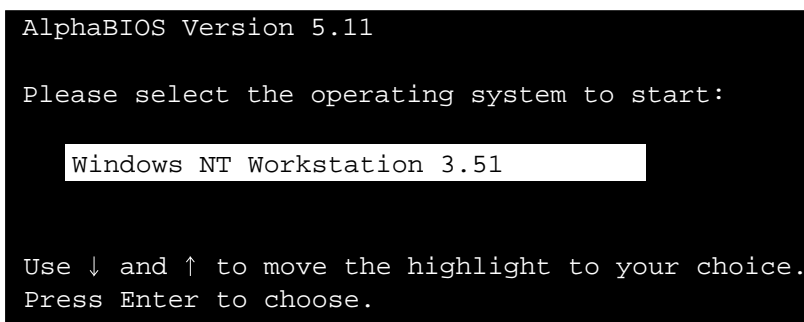 AlphaBIOS Version 5.11
Please select the operating system to start:
Windows NT Workstation 3.51
Use ↓ and ↑ to move the highlight to your choice.
Press Enter to choose.